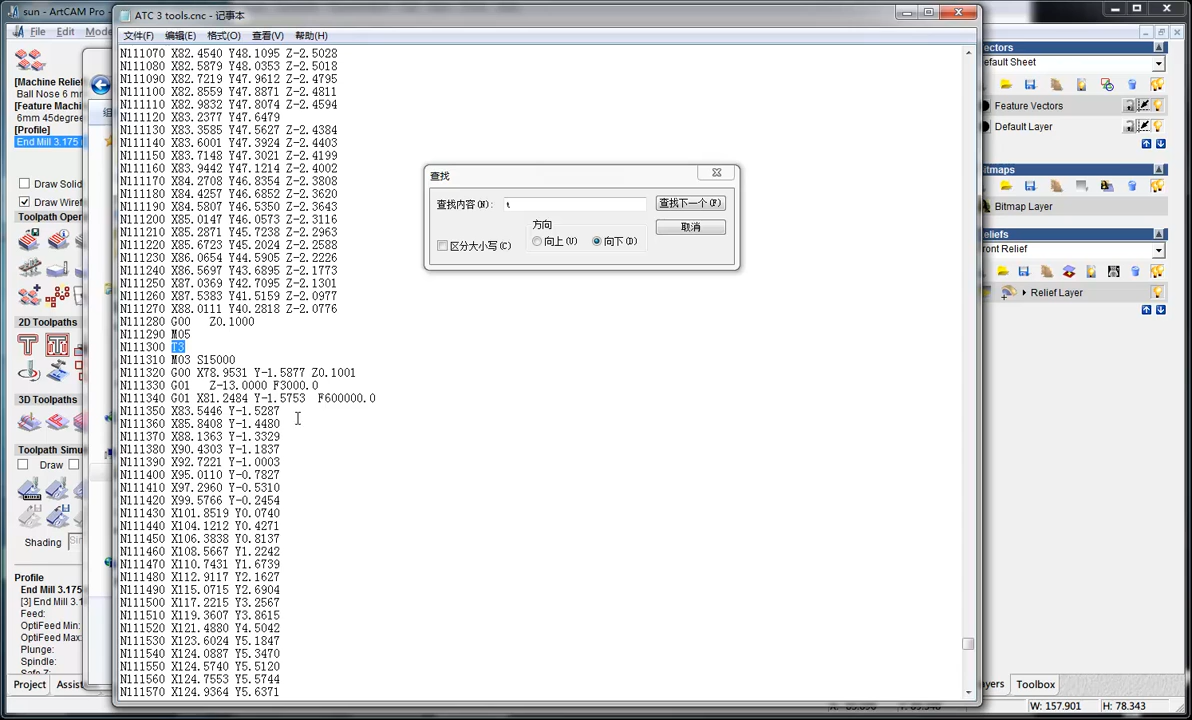 sun - ArtCAM Pro -
File Edit Mode
[Machine Relief
Ball Nose 6 mm
[Feature Machi
6mm 45degree
[Profile]
End Mill 3.175
Draw Solid
Draw Wiref
Toolpath Oper
2D Toolpaths
3D Toolpaths
Toolpath Simu
Draw
Shading
Profile
End Mill 3.175
[3] End Mill 3.1
Feed:
OptiFeed Min:
OptiFeed Max:
Plunge:
Spindle:
Safe Z:
Project Assist
ATC 3 tools.cnc - 记事本
文件(F) 编辑(E) 格式(O) 查看(V) 帮助(H)
N111070 X82.4540 Y48.1095 Z-2.5028
N111080 X82.5879 Y48.0353 Z-2.5018
N111090 X82.7219 Y47.9612 Z-2.4795
N111100 X82.8559 Y47.8871 Z-2.4811
N111110 X82.9832 Y47.8074 Z-2.4594
N111120 X83.2377 Y47.6479
N111130 X83.3585 Y47.5627 Z-2.4384
N111140 X83.6001 Y47.3924 Z-2.4403
N111150 X83.7148 Y47.3021 Z-2.4199
N111160 X83.9442 Y47.1214 Z-2.4002
N111170 X84.2708 Y46.8354 Z-2.3808
N111180 X84.4257 Y46.6852 Z-2.3620
N111190 X84.5807 Y46.5350 Z-2.3643
N111200 X85.0147 Y46.0573 Z-2.3116
N111210 X85.2871 Y45.7238 Z-2.2963
N111220 X85.6723 Y45.2024 Z-2.2588
N111230 X86.0654 Y44.5905 Z-2.2226
N111240 X86.5697 Y43.6895 Z-2.1773
N111250 X87.0369 Y42.7095 Z-2.1301
N111260 X87.5383 Y41.5159 Z-2.0977
N111270 X88.0111 Y40.2818 Z-2.0776
N111280 G00 Z0.1000
N111290 M05
N111300 T3
N111310 M03 S15000
N111320 G00 X78.9531 Y-1.5877 Z0.1001
N111330 G01 Z-13.0000 F3000.0
N111340 G01 X81.2484 Y-1.5753 F600000.0
N111350 X83.5446 Y-1.5287
N111360 X85.8408 Y-1.4480
N111370 X88.1363 Y-1.3329
N111380 X90.4303 Y-1.1837
N111390 X92.7221 Y-1.0003
N111400 X95.0110 Y-0.7827
N111410 X97.2960 Y-0.5310
N111420 X99.5766 Y-0.2454
N111430 X101.8519 Y0.0740
N111440 X104.1212 Y0.4271
N111450 X106.3838 Y0.8137
N111460 X108.5667 Y1.2242
N111470 X110.7431 Y1.6739
N111480 X112.9117 Y2.1627
N111490 X115.0715 Y2.6904
N111500 X117.2215 Y3.2567
N111510 X119.3607 Y3.8615
N111520 X121.4880 Y4.5042
N111530 X123.6024 Y5.1847
N111540 X124.0887 Y5.3470
N111550 X124.5740 Y5.5120
N111560 X124.7553 Y5.5744
N111570 X124.9364 Y5.6371
查找
查找内容(N): t
查找下一个(F)
取消
方向
区分大小写(C)
向上(U)
向下(D)
ectors
efault Sheet
Feature Vectors
Default Layer
itmaps
Bitmap Layer
eliefs
ront Relief
Relief Layer
yers Toolbox
W: 157.901 H: 78.343